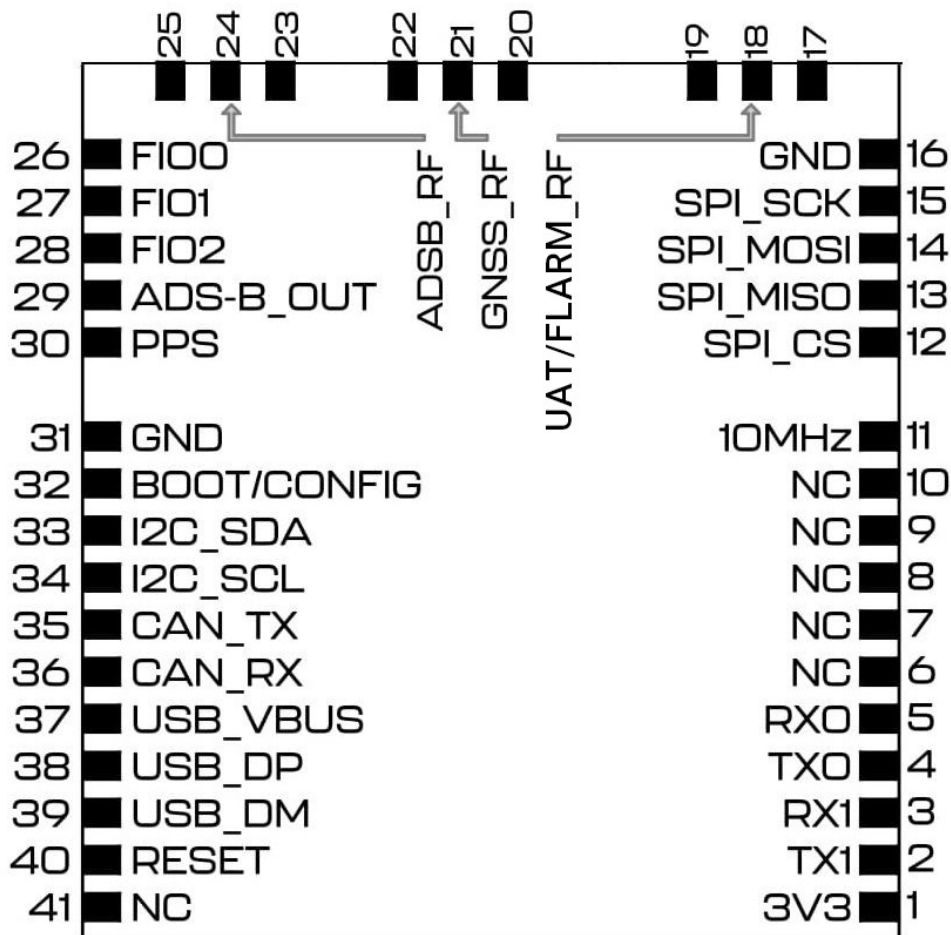 25 24 23 22 21 20 19 18 17
26 FIO0 GND 16
27 FIO1 SPI_SCK 15
28 FIO2 SPI_MOSI 14
29 ADS-B_OUT SPI_MISO 13
30 PPS SPI_CS 12
ADSB_RF
GNSS_RF
UAT/FLARM_RF
31 GND 10MHz 11
32 BOOT/CONFIG NC 10
33 I2C_SDA NC 9
34 I2C_SCL NC 8
35 CAN_TX NC 7
36 CAN_RX NC 6
37 USB_VBUS RX0 5
38 USB_DP TX0 4
39 USB_DM RX1 3
40 RESET TX1 2
41 NC 3V3 1